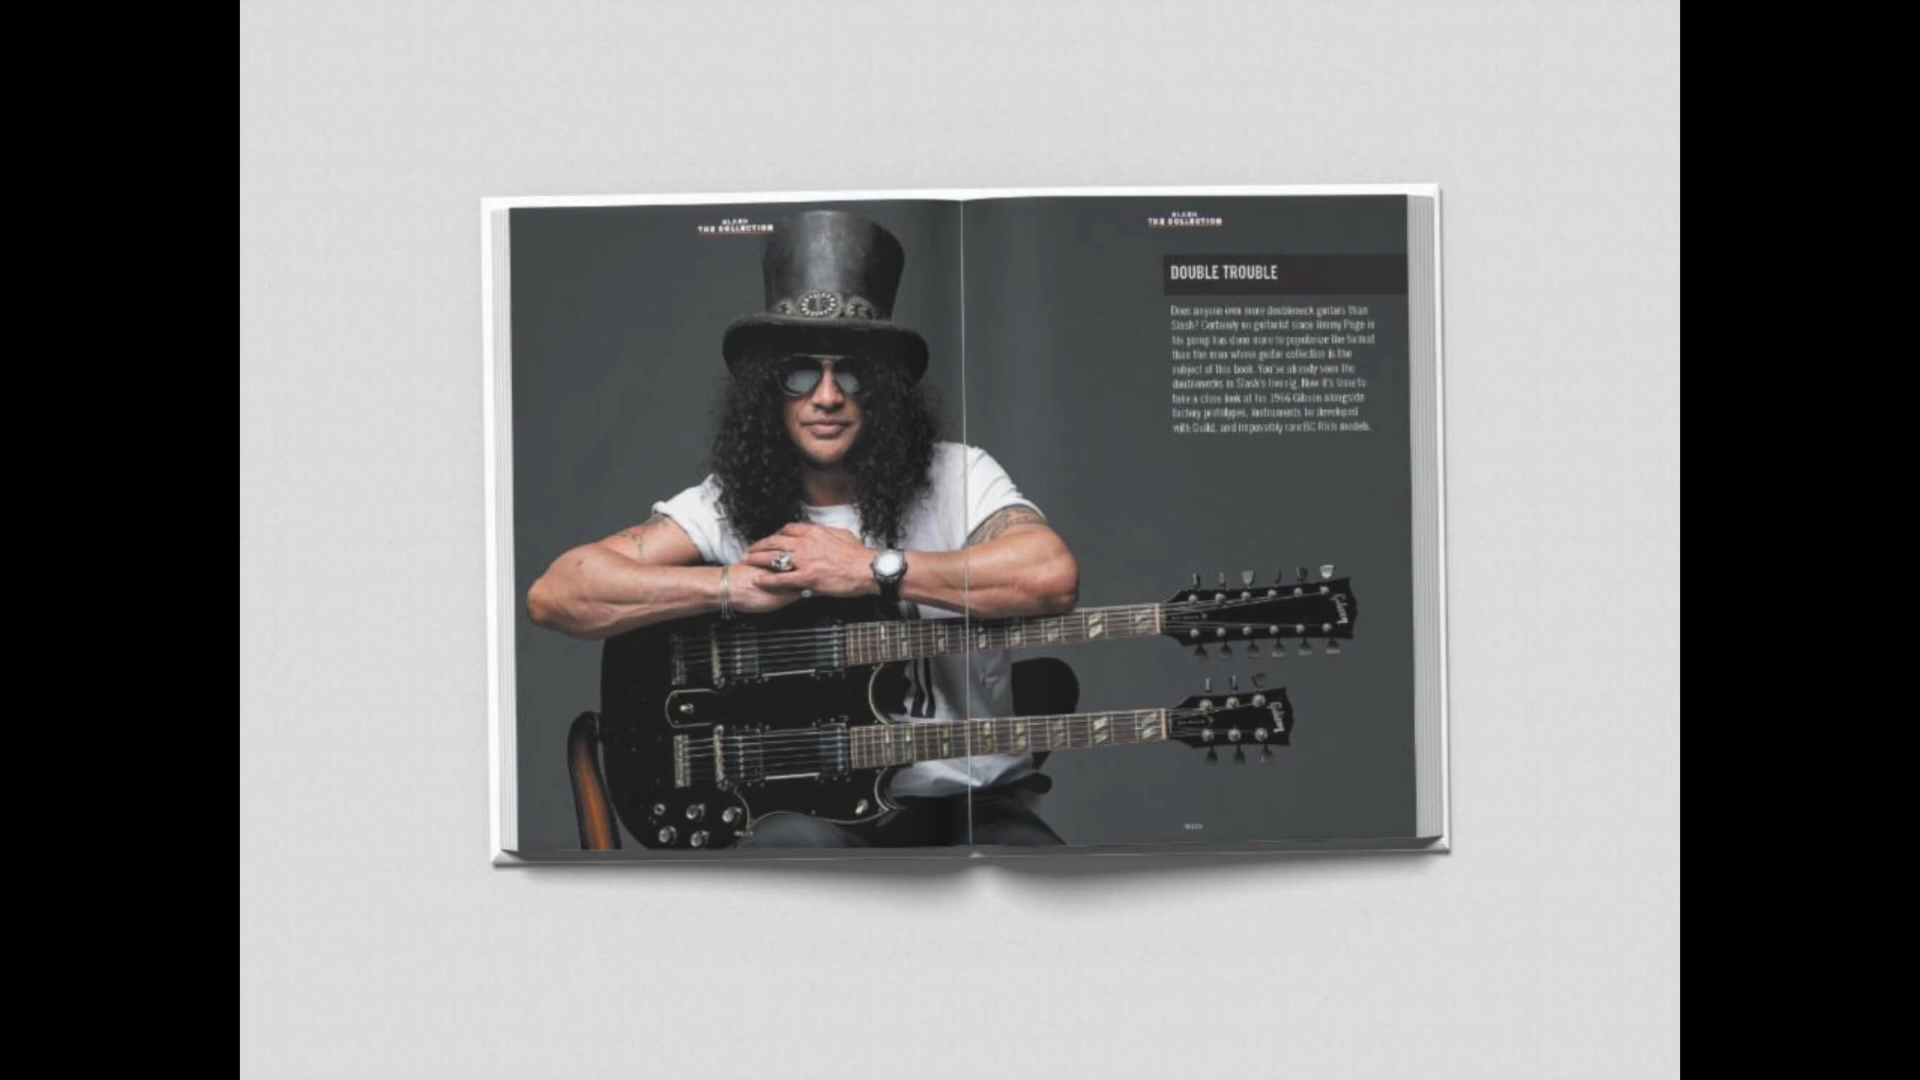 SLASH
THE COLLECTION
SLASH
THE COLLECTION
DOUBLE TROUBLE
Does anyone own more doubleneck guitars than
Slash? Certainly no guitarist since Jimmy Page in
his pomp has done more to popularize the format
than the man whose guitar collection is the
subject of this book. You've already seen the
doublenecks in Slash's live rig. Now it's time to
take a close look at his 1966 Gibson alongside
factory prototypes, instruments he developed
with Guild, and impossibly rare BC Rich models.
Gibson
Gibson